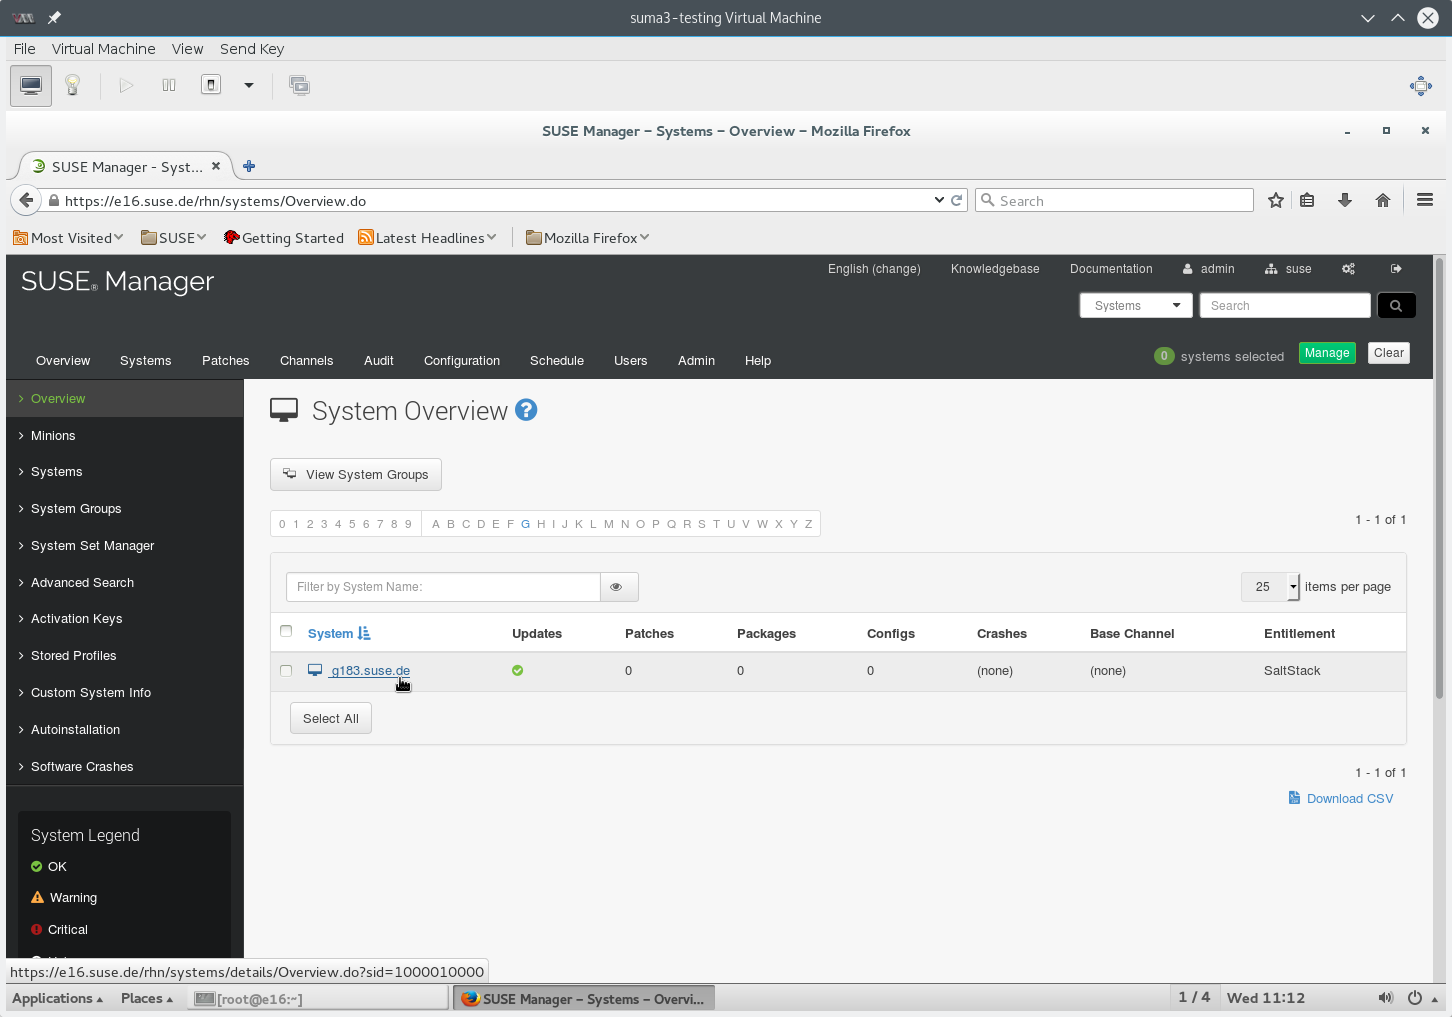 suma3-testing Virtual Machine
File Virtual Machine View Send Key
SUSE Manager – Systems – Overview – Mozilla Firefox
SUSE Manager - Syst...
https://e16.suse.de/rhn/systems/Overview.do
Search
Most Visited SUSE Getting Started Latest Headlines Mozilla Firefox
SUSE® Manager
English (change) Knowledgebase Documentation admin suse
Systems Search
Overview Systems Patches Channels Audit Configuration Schedule Users Admin Help
0 systems selected Manage Clear
Overview
Minions
Systems
System Groups
System Set Manager
Advanced Search
Activation Keys
Stored Profiles
Custom System Info
Autoinstallation
Software Crashes
System Legend
OK
Warning
Critical
System Overview ?
View System Groups
0 1 2 3 4 5 6 7 8 9 A B C D E F G H I J K L M N O P Q R S T U V W X Y Z
1 - 1 of 1
Filter by System Name:
25 items per page
System Updates Patches Packages Configs Crashes Base Channel Entitlement
g183.suse.de 0 0 0 (none) (none) SaltStack
Select All
1 - 1 of 1
Download CSV
https://e16.suse.de/rhn/systems/details/Overview.do?sid=1000010000
Applications Places [root@e16:~] SUSE Manager – Systems – Overvi... 1 / 4 Wed 11:12